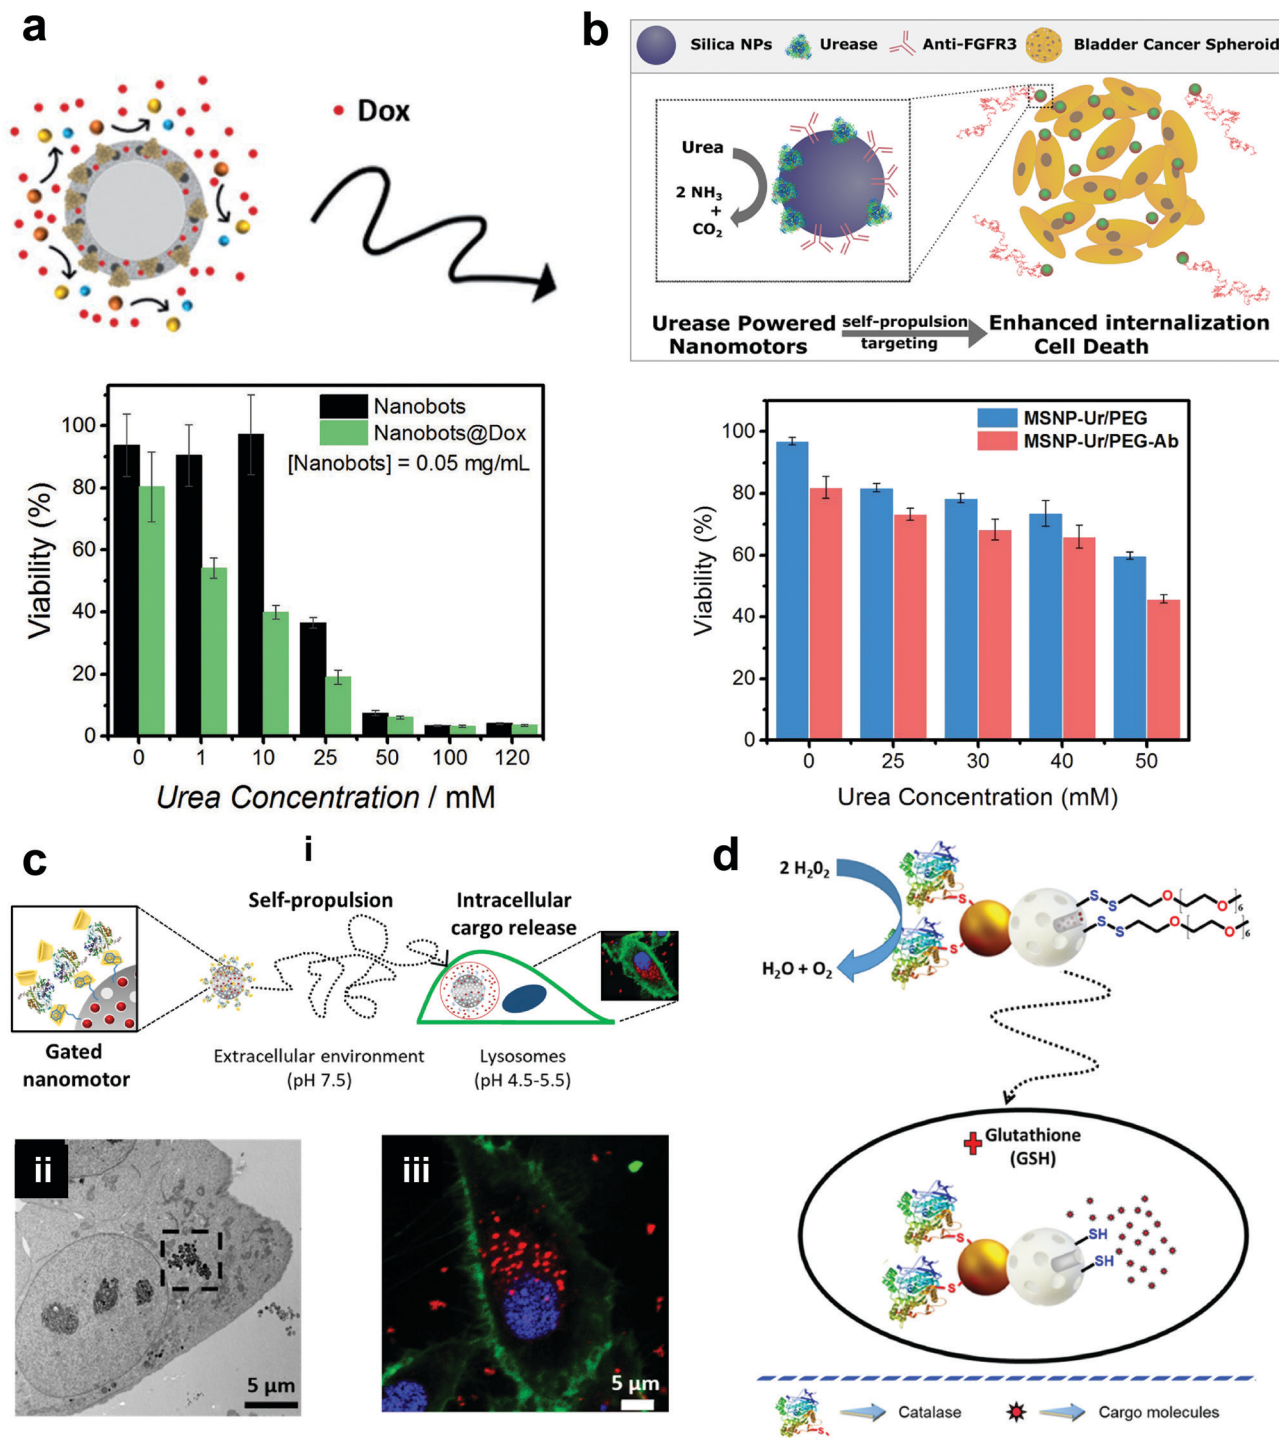 a
Dox
Viability (%)
100
80
60
40
20
0
Nanobots
Nanobots@Dox
[Nanobots] = 0.05 mg/mL
0 1 10 25 50 100 120
Urea Concentration / mM
b
Silica NPs Urease Anti-FGFR3 Bladder Cancer Spheroid
Urea
2 NH₃
+
CO₂
Urease Powered
Nanomotors
self-propulsion
targeting
Enhanced internalization
Cell Death
Viability (%)
100
80
60
40
20
0
MSNP-Ur/PEG
MSNP-Ur/PEG-Ab
0 25 30 40 50
Urea Concentration (mM)
c
i
Self-propulsion
Intracellular
cargo release
Gated
nanomotor
Extracellular environment
(pH 7.5)
Lysosomes
(pH 4.5-5.5)
ii
5 µm
iii
5 µm
d
2 H₂0₂
H₂O + O₂
S
S
S S O O 6
S S O O 6
Glutathione
(GSH)
S
S
SH
SH
S
Catalase
Cargo molecules